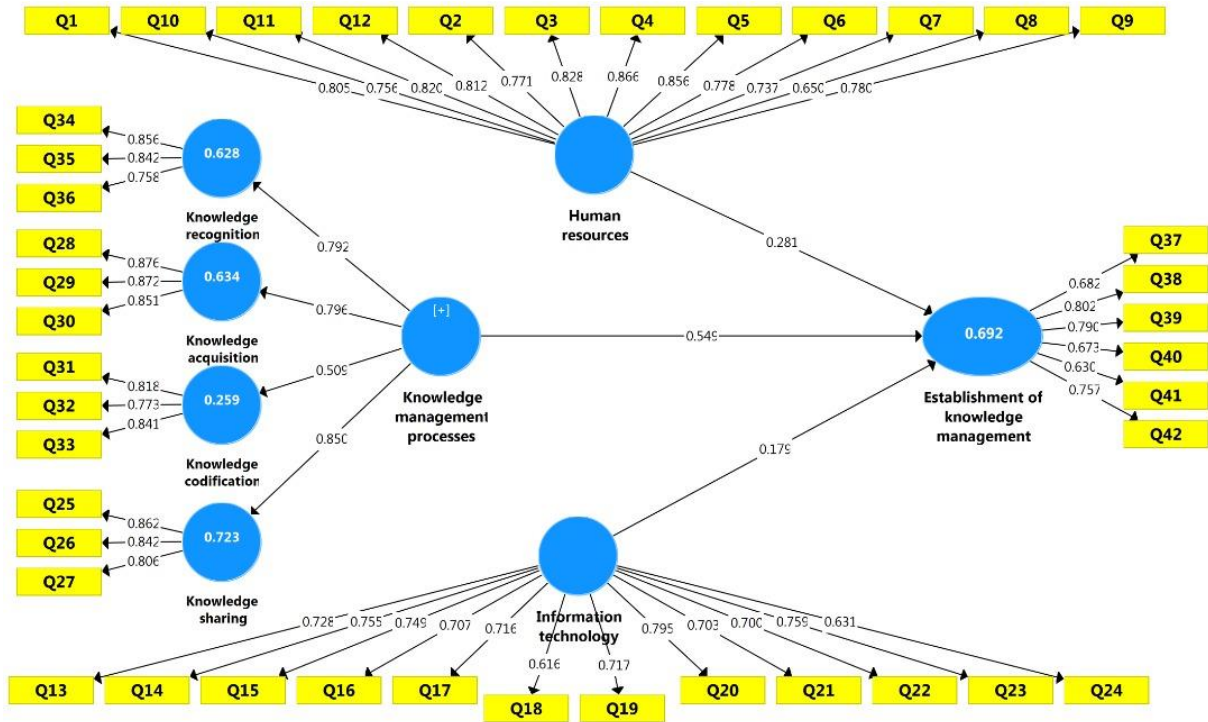 Q1 Q10 Q11 Q12 Q2 Q3 Q4 Q5 Q6 Q7 Q8 Q9
0.805 0.756 0.820 0.812 0.771 0.828 0.866 0.856 0.778 0.737 0.650 0.780
Q34
0.856
Q35
0.842
Q36
0.758
0.628
Knowledge
recognition
Human
resources
0.792
0.281
Q28
0.876
Q29
0.872
Q30
0.851
0.634
Knowledge
acquisition
0.796
[+]
Knowledge
management
processes
0.549
Q31
0.818
Q32
0.773
Q33
0.841
0.259
Knowledge
codification
0.509
0.850
Q25
0.862
Q26
0.842
Q27
0.806
0.723
Knowledge
sharing
0.692
Establishment of
knowledge
management
Q37
0.682
Q38
0.802
Q39
0.790
Q40
0.673
Q41
0.630
Q42
0.757
0.179
Information
technology
0.728 0.755 0.749 0.707 0.716 0.616 0.717 0.795 0.703 0.700 0.759 0.631
Q13 Q14 Q15 Q16 Q17 Q18 Q19 Q20 Q21 Q22 Q23 Q24